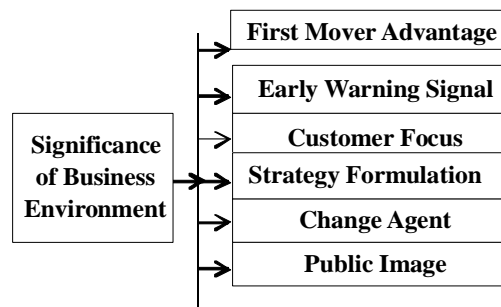 First Mover Advantage
Early Warning Signal
Customer Focus
Significance
of Business
Environment
Strategy Formulation
Change Agent
Public Image